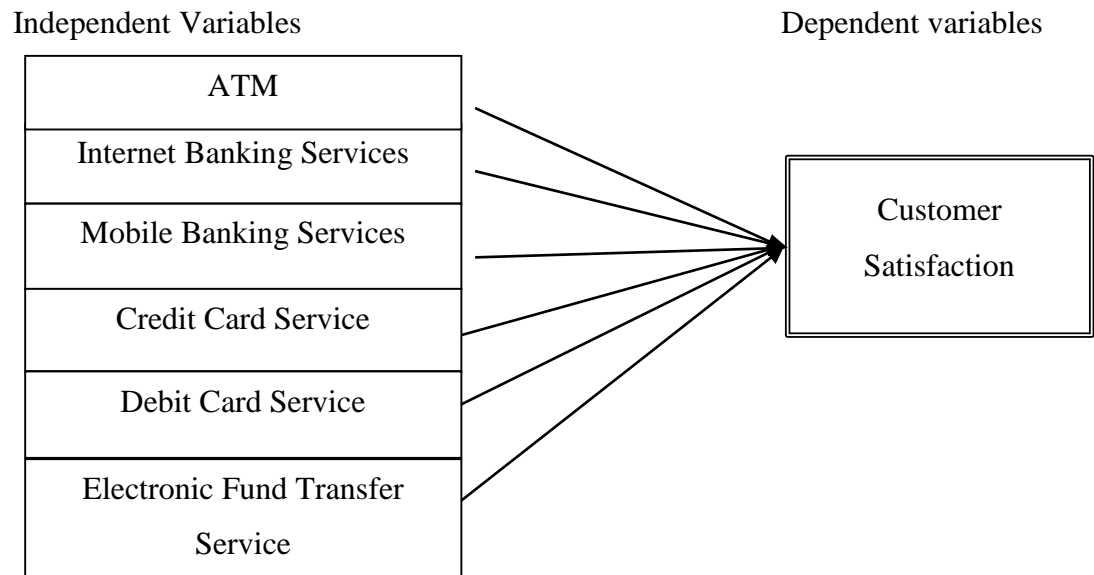 Independent Variables
Dependent variables
ATM
Internet Banking Services
Mobile Banking Services
Credit Card Service
Debit Card Service
Electronic Fund Transfer
Service
Customer
Satisfaction